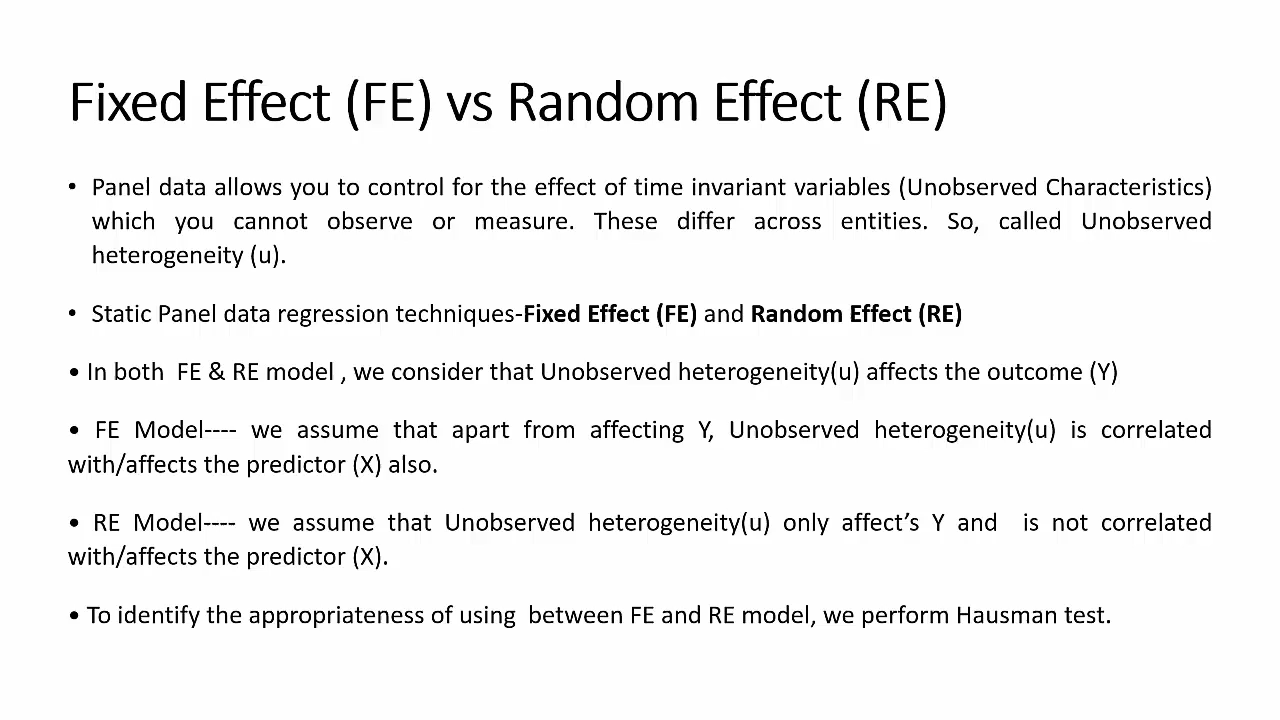 Fixed Effect (FE) vs Random Effect (RE)
• Panel data allows you to control for the effect of time invariant variables (Unobserved Characteristics)
which you cannot observe or measure. These differ across entities. So, called Unobserved
heterogeneity (u).
• Static Panel data regression techniques-Fixed Effect (FE) and Random Effect (RE)
• In both  FE & RE model , we consider that Unobserved heterogeneity(u) affects the outcome (Y)
• FE Model---- we assume that apart from affecting Y, Unobserved heterogeneity(u) is correlated
with/affects the predictor (X) also.
• RE Model---- we assume that Unobserved heterogeneity(u) only affect’s Y and  is not correlated
with/affects the predictor (X).
• To identify the appropriateness of using  between FE and RE model, we perform Hausman test.